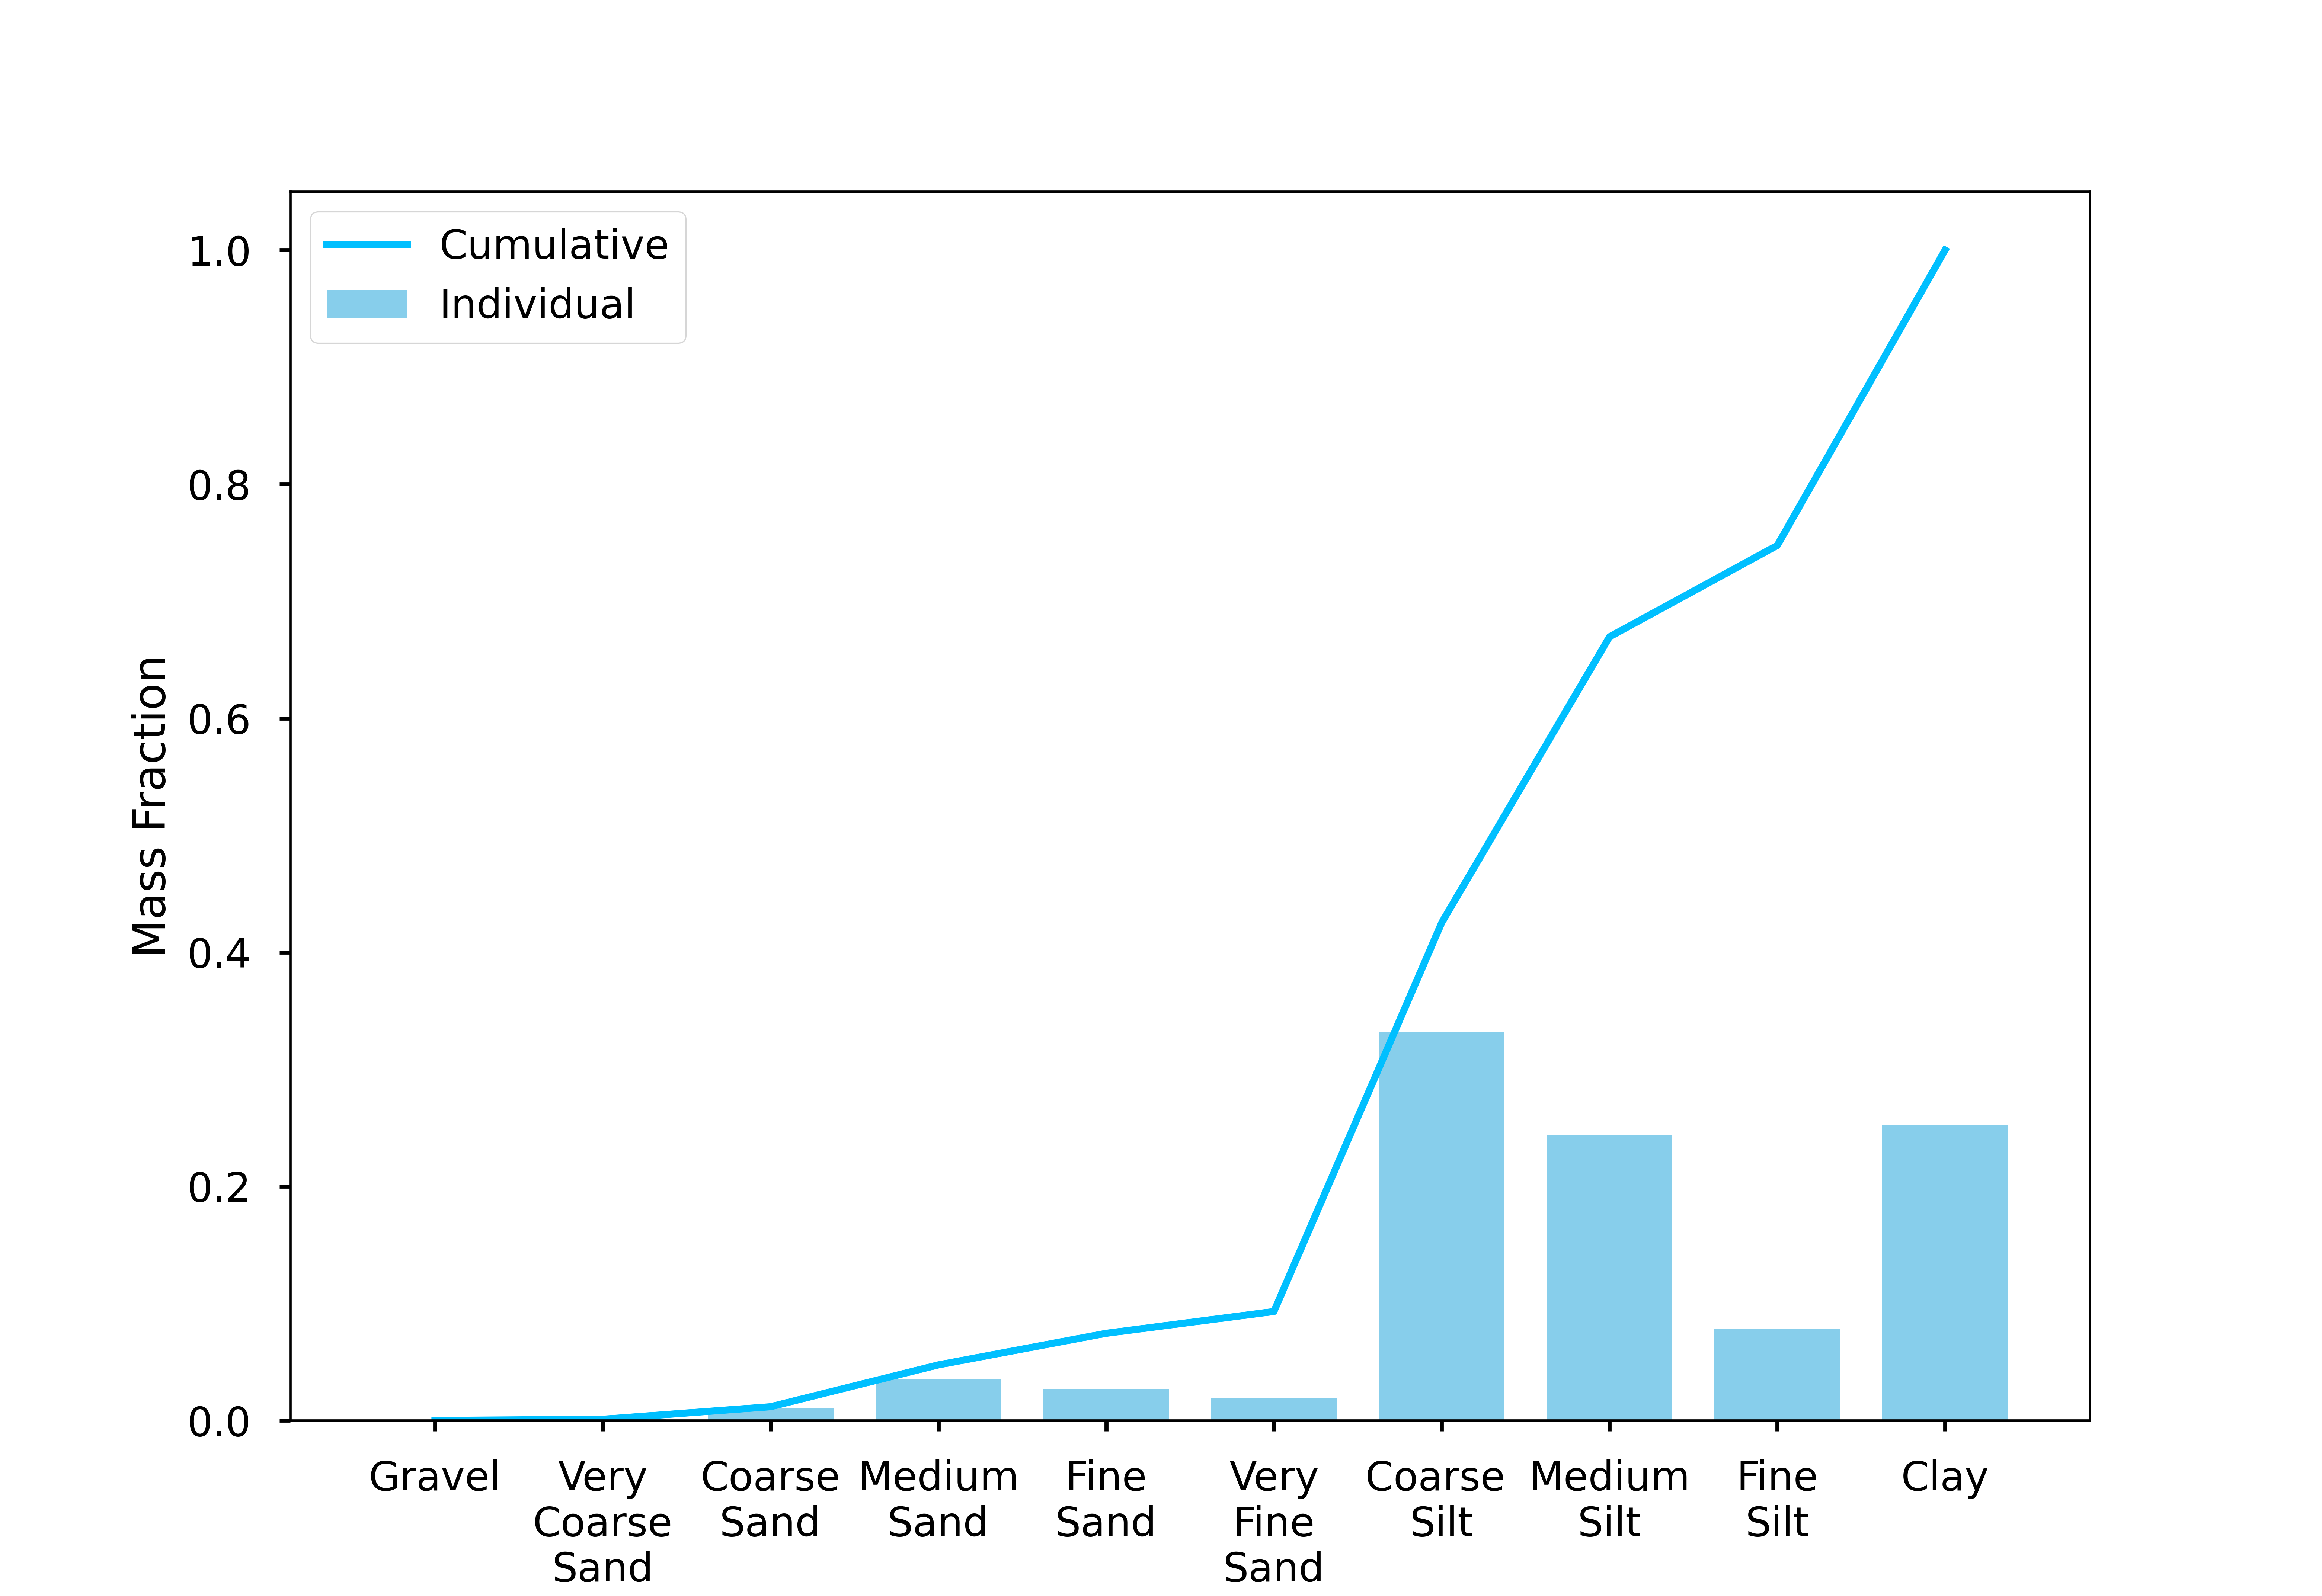 Cumulative
Individual
1.0
0.8
0.6
0.4
0.2
0.0
Mass Fraction
Gravel
Very
Coarse
Sand
Coarse
Sand
Medium
Sand
Fine
Sand
Very
Fine
Sand
Coarse
Silt
Medium
Silt
Fine
Silt
Clay